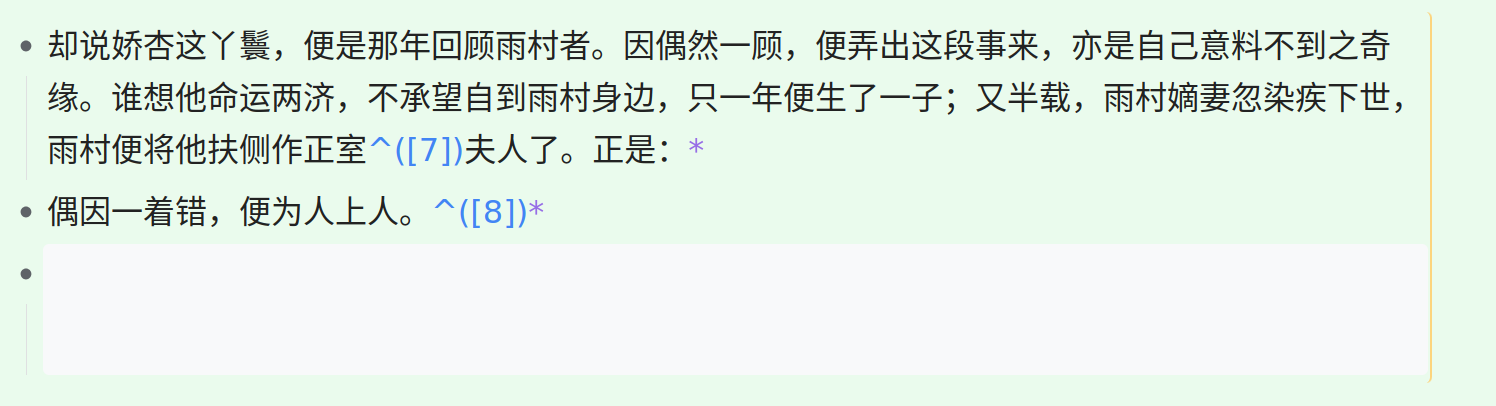 却说娇杏这丫鬟，便是那年回顾雨村者。因偶然一顾，便弄出这段事来，亦是自己意料不到之奇
缘。谁想他命运两济，不承望自到雨村身边，只一年便生了一子；又半载，雨村嫡妻忽染疾下世，
雨村便将他扶侧作正室^([7])夫人了。正是：*
偶因一着错，便为人上人。^([8])*